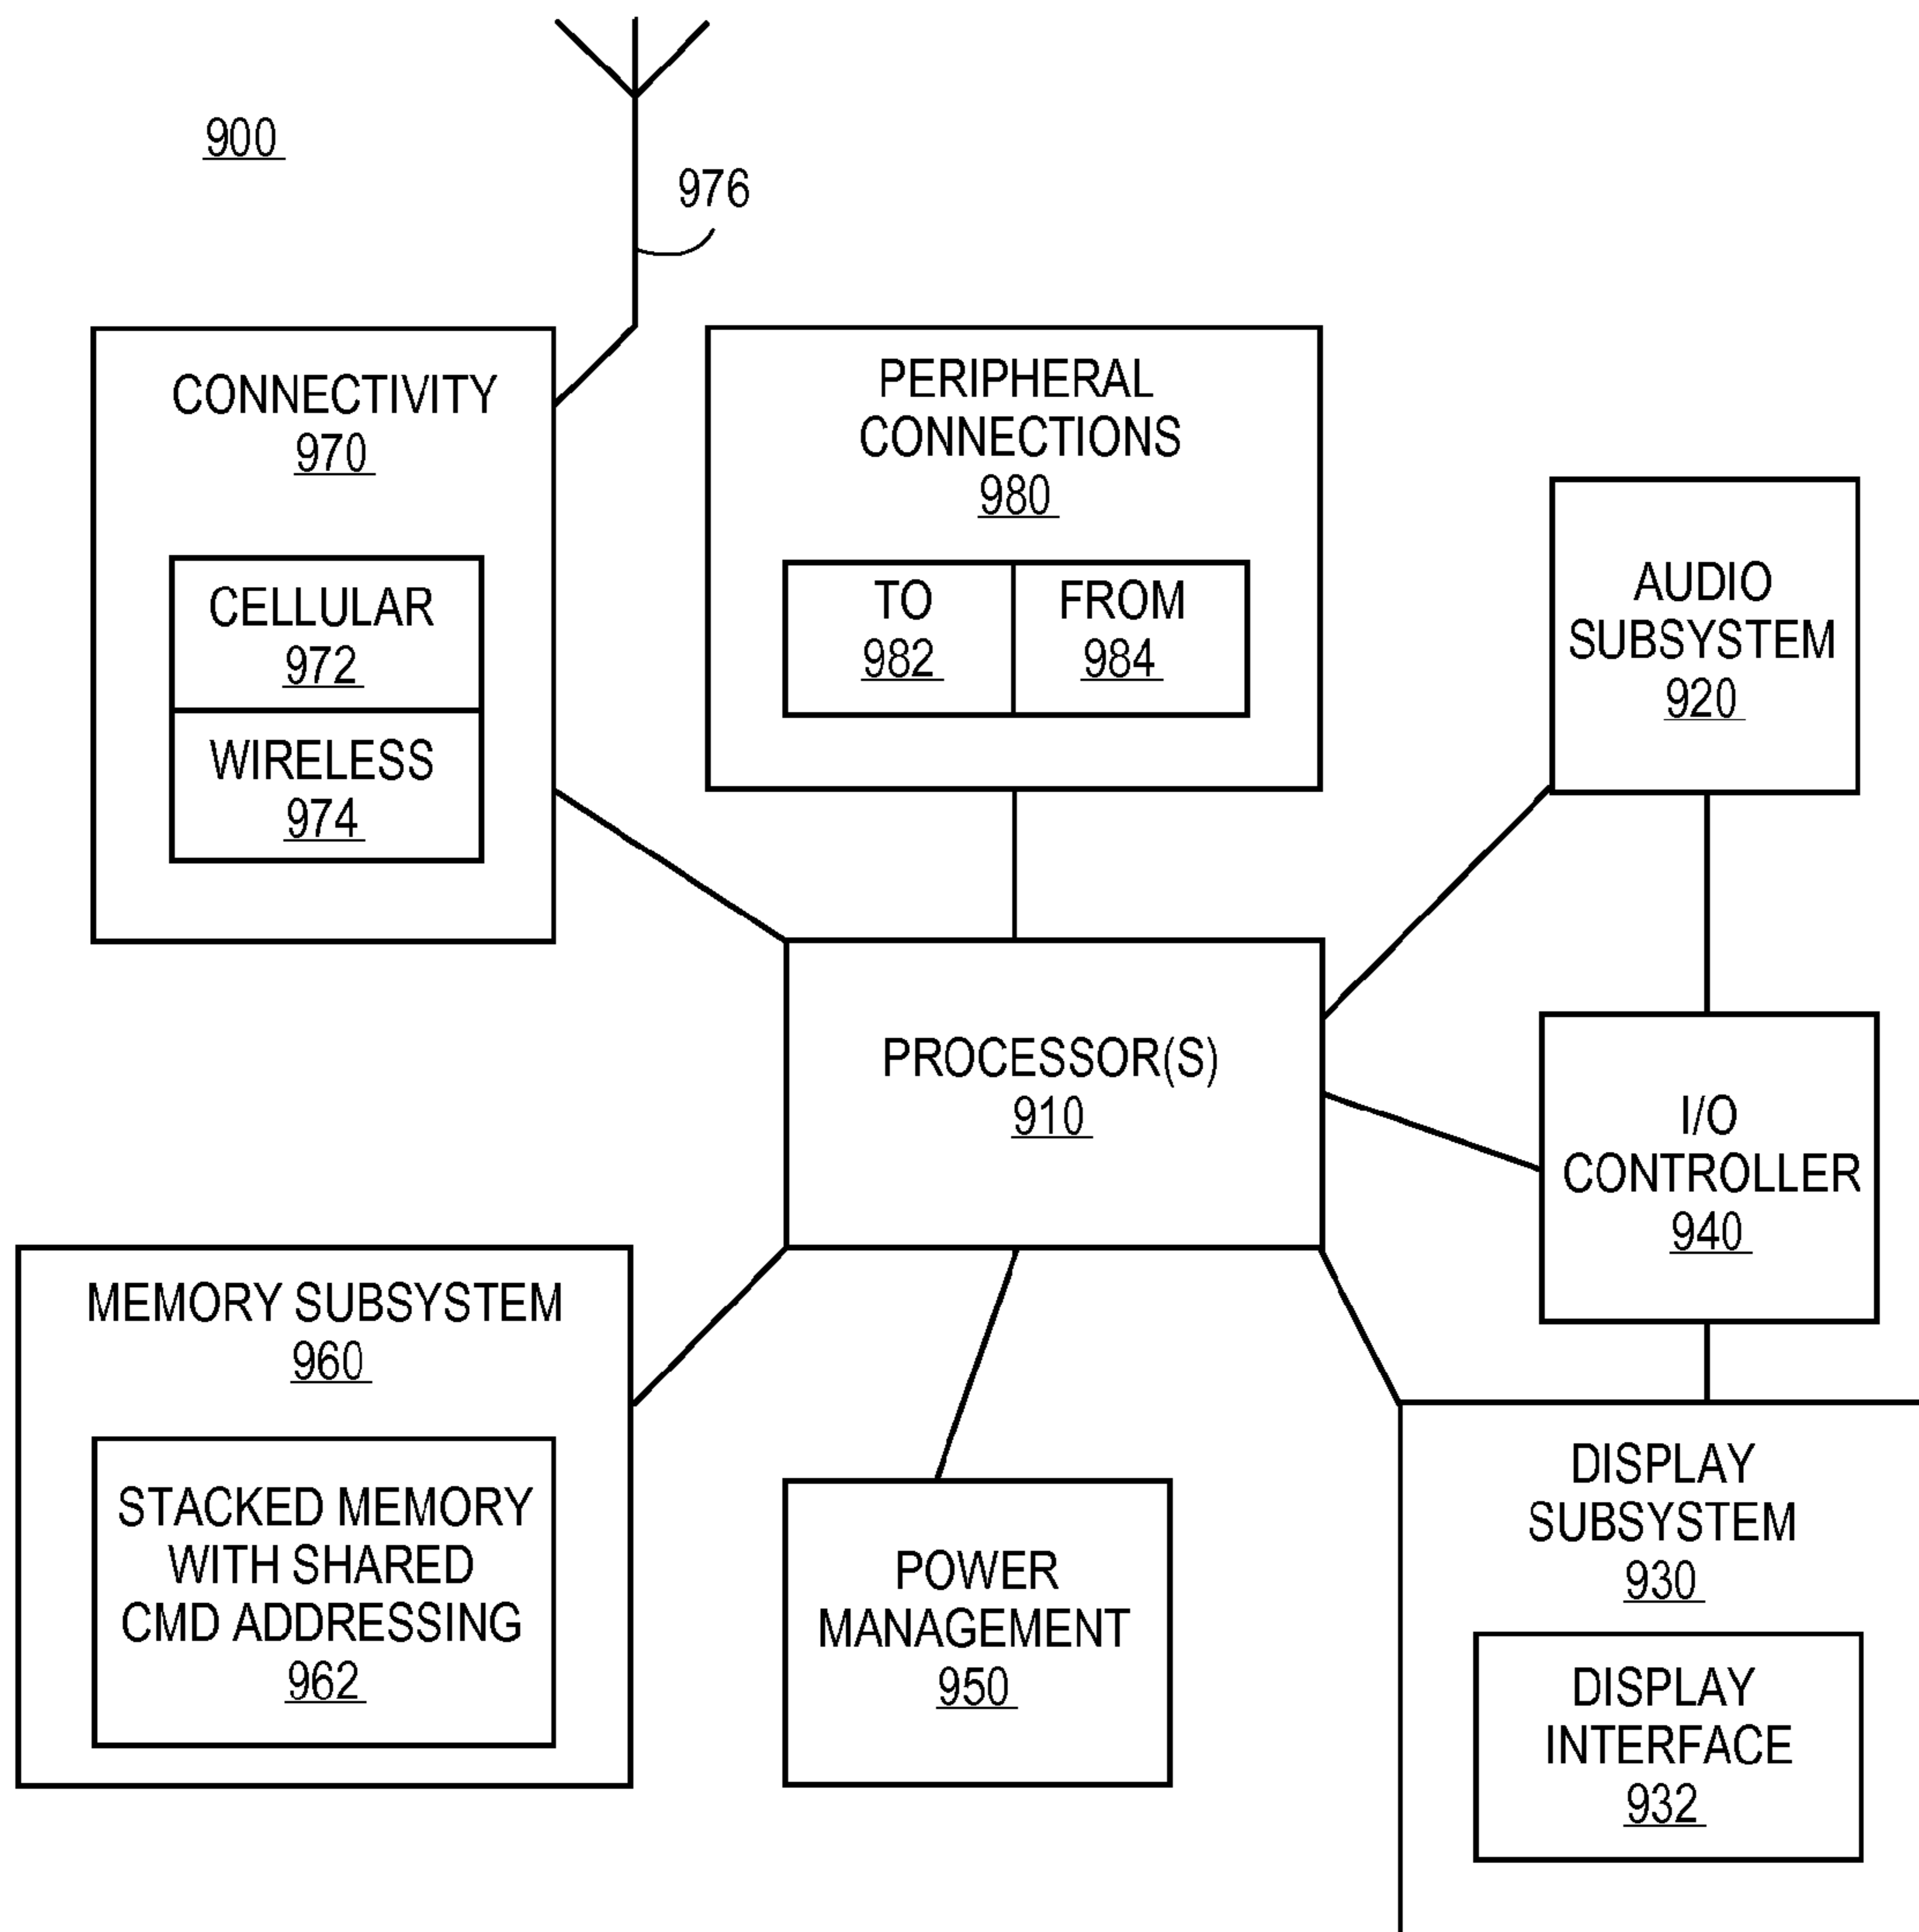 900
976
CONNECTIVITY
970
CELLULAR
972
WIRELESS
974
PERIPHERAL
CONNECTIONS
980
TO
982
FROM
984
AUDIO
SUBSYSTEM
920
PROCESSOR(S)
910
I/O
CONTROLLER
940
MEMORY SUBSYSTEM
960
STACKED MEMORY
WITH SHARED
CMD ADDRESSING
962
POWER
MANAGEMENT
950
DISPLAY
SUBSYSTEM
930
DISPLAY
INTERFACE
932